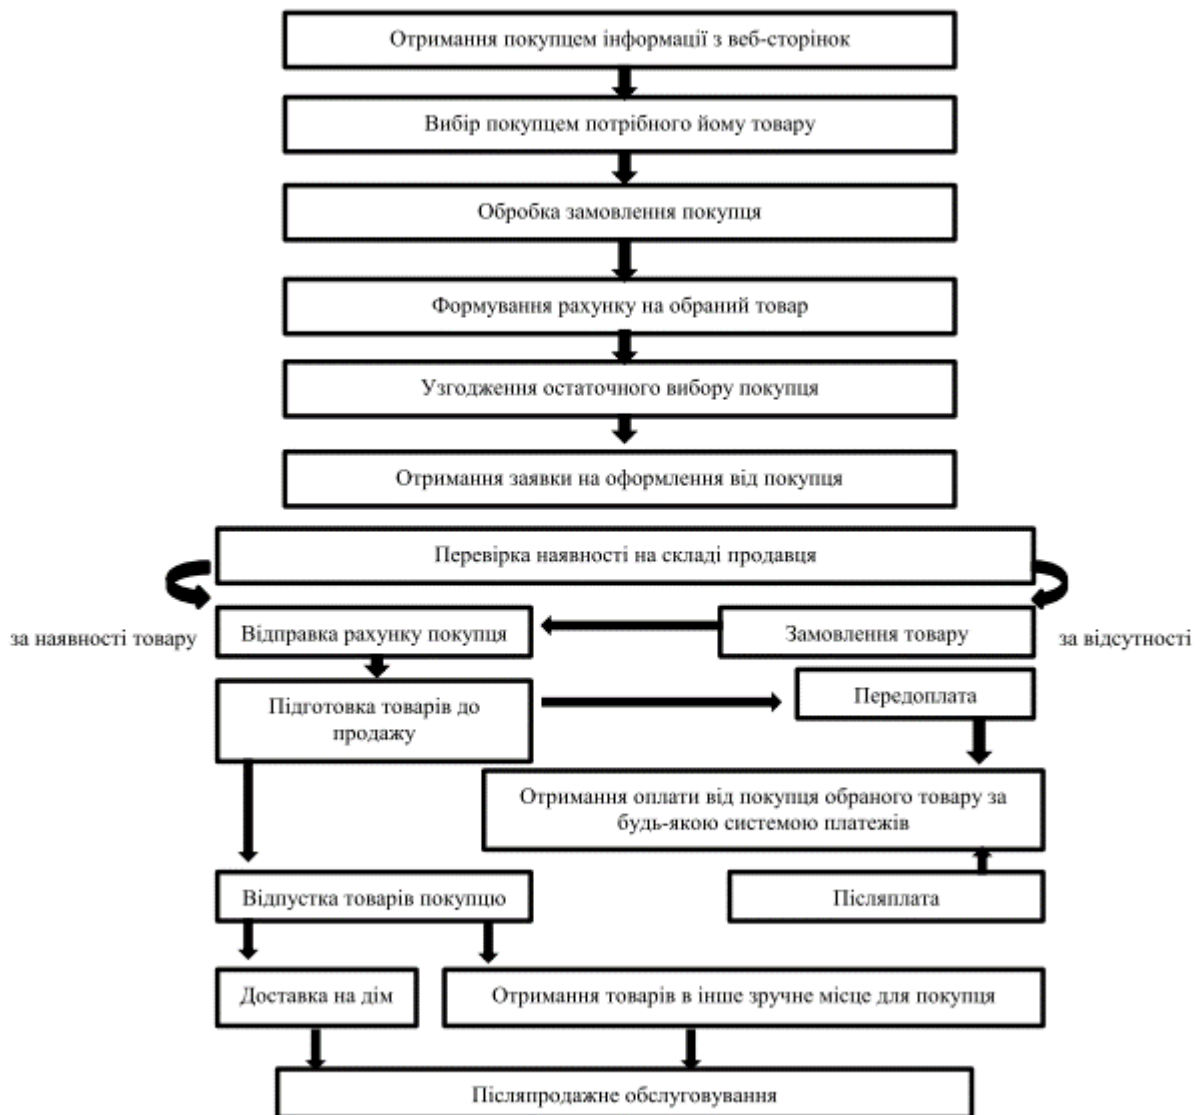 Отримання покупцем інформації з веб-сторінок
Вибір покупцем потрібного йому товару
Обробка замовлення покупця
Формування рахунку на обраний товар
Узгодження остаточного вибору покупця
Отримання заявки на оформлення від покупця
Перевірка наявності на складі продавця
за наявності товару
Відправка рахунку покупця
Замовлення товару
за відсутності
Підготовка товарів до
продажу
Передоплата
Отримання оплати від покупця обраного товару за
будь-якою системою платежів
Відпустка товарів покупцю
Післяплата
Доставка на дім
Отримання товарів в інше зручне місце для покупця
Післяпродажне обслуговування